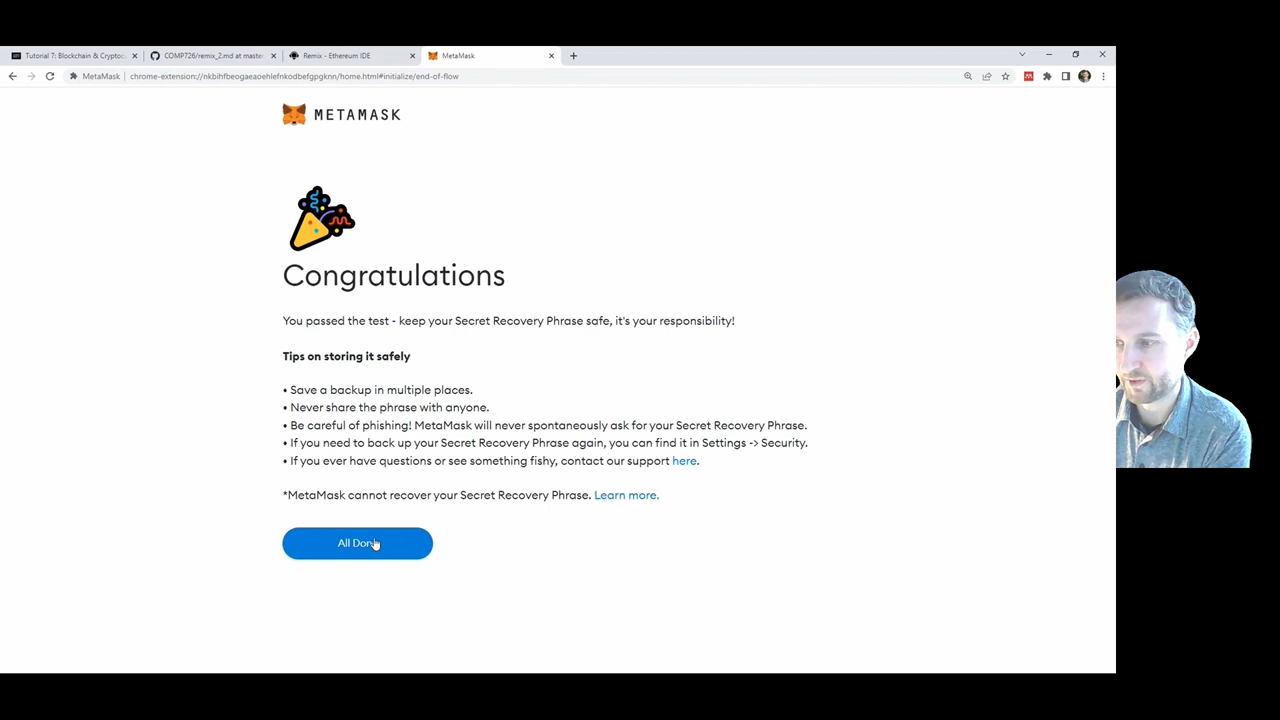 Tutorial 7: Blockchain & Cryptoc
COMP726/remix_2.md at master
Remix - Ethereum IDE
MetaMask
MetaMask
chrome-extension://nkbihfbeogaeaoehlefnkodbefgpgknn/home.html#initialize/end-of-flow
METAMASK
Congratulations
You passed the test - keep your Secret Recovery Phrase safe, it's your responsibility!
Tips on storing it safely
• Save a backup in multiple places.
• Never share the phrase with anyone.
• Be careful of phishing! MetaMask will never spontaneously ask for your Secret Recovery Phrase.
• If you need to back up your Secret Recovery Phrase again, you can find it in Settings -> Security.
• If you ever have questions or see something fishy, contact our support here.
*MetaMask cannot recover your Secret Recovery Phrase. Learn more.
All Done